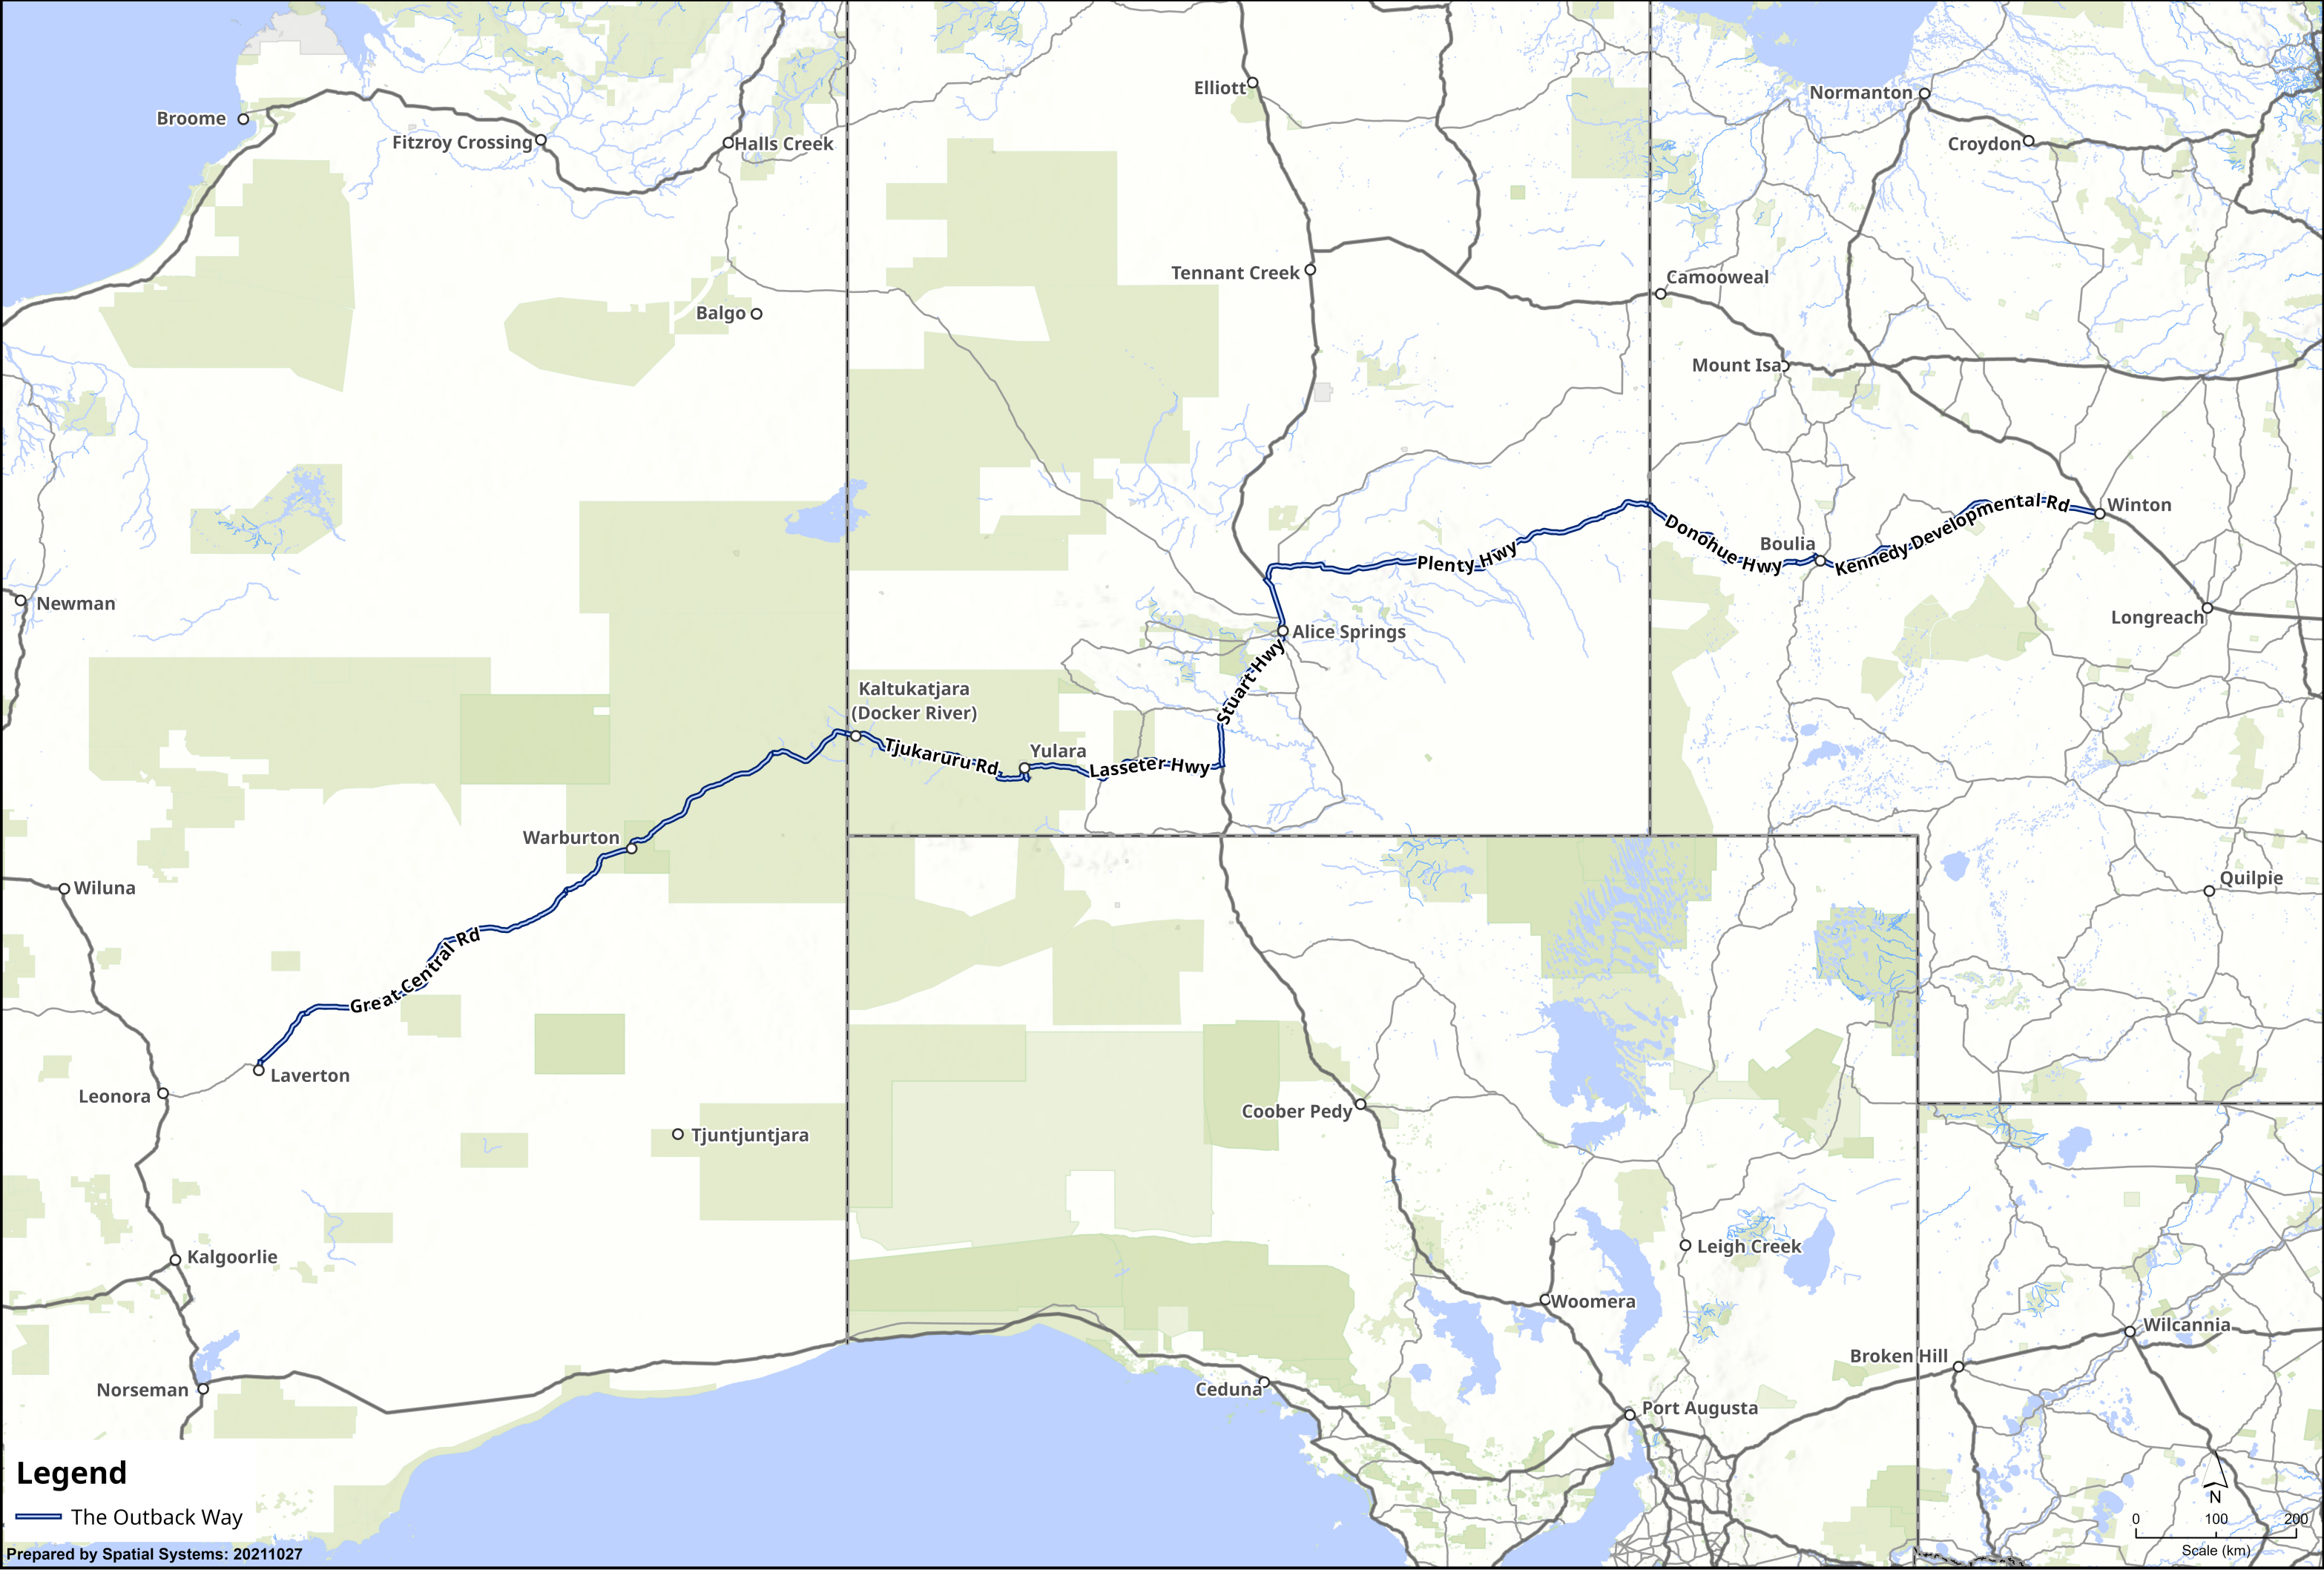 Elliott
Normanton
Broome
Fitzroy Crossing
Halls Creek
Croydon
Tennant Creek
Camooweal
Balgo
Mount Isa
Winton
Kennedy Developmental Rd
Donohue Hwy
Boulia
Plenty Hwy
Newman
Longreach
Alice Springs
Stuart Hwy
Kaltukatjara
(Docker River)
Yulara
Tjukaruru Rd
Lasseter Hwy
Warburton
Wiluna
Quilpie
Great Central Rd
Laverton
Leonora
Coober Pedy
Tjuntjuntjara
Kalgoorlie
Leigh Creek
Woomera
Wilcannia
Broken Hill
Norseman
Ceduna
Port Augusta
Legend
The Outback Way
N
0 100 200
Scale (km)
Prepared by Spatial Systems: 20211027